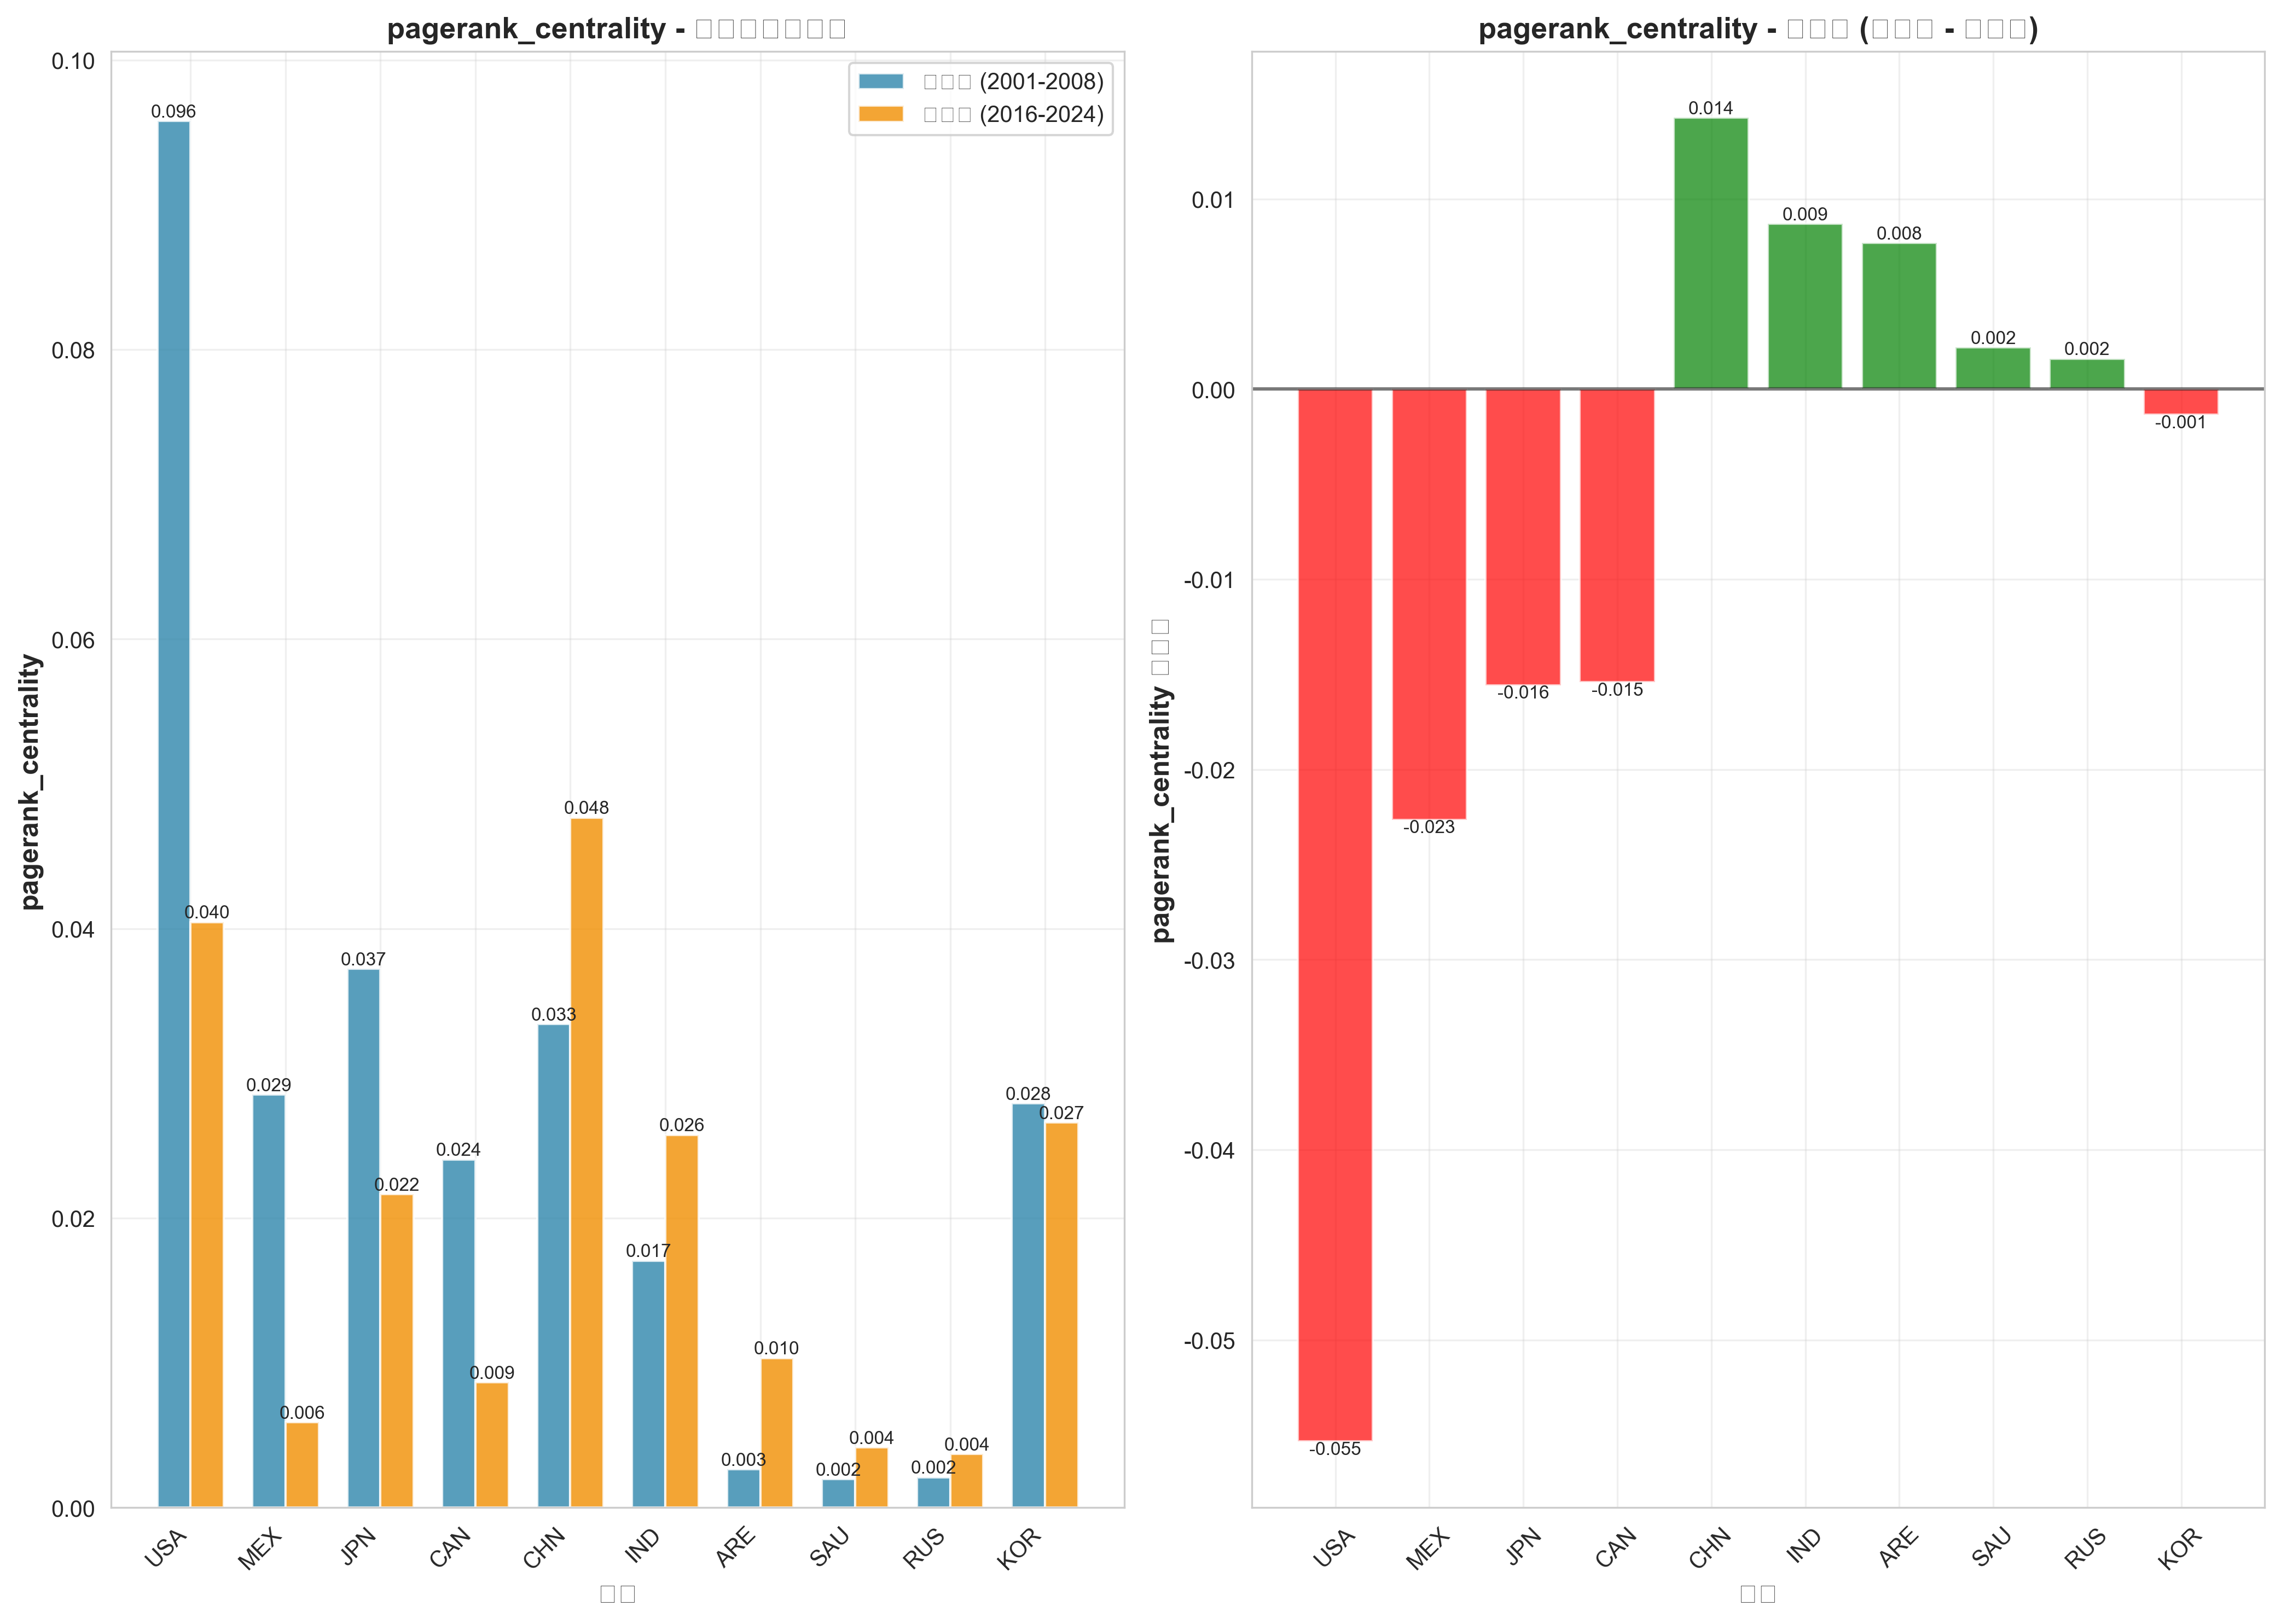 pagerank_centrality - □□□□□□□
0.10
0.08
0.06
0.04
0.02
0.00
pagerank_centrality
□□□ (2001-2008)
□□□ (2016-2024)
0.096
0.040
0.029
0.006
0.037
0.022
0.024
0.009
0.033
0.048
0.017
0.026
0.003
0.010
0.002
0.004
0.002
0.004
0.028
0.027
USA
MEX
JPN
CAN
CHN
IND
ARE
SAU
RUS
KOR
□□
pagerank_centrality - □□□ (□□□ - □□□)
0.01
0.00
-0.01
-0.02
-0.03
-0.04
-0.05
pagerank_centrality □□□
-0.055
-0.023
-0.016
-0.015
0.014
0.009
0.008
0.002
0.002
-0.001
USA
MEX
JPN
CAN
CHN
IND
ARE
SAU
RUS
KOR
□□